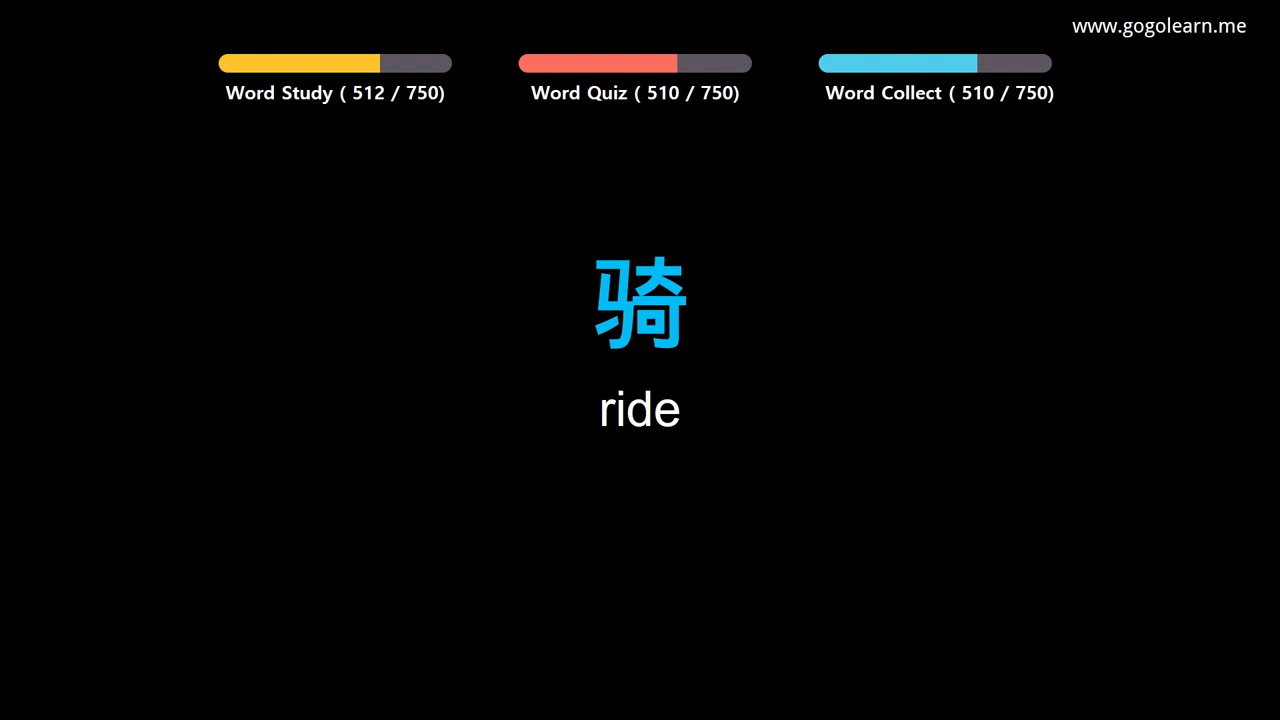 www.gogolearn.me
Word Study ( 512 / 750)
Word Quiz ( 510 / 750)
Word Collect ( 510 / 750)
骑
ride